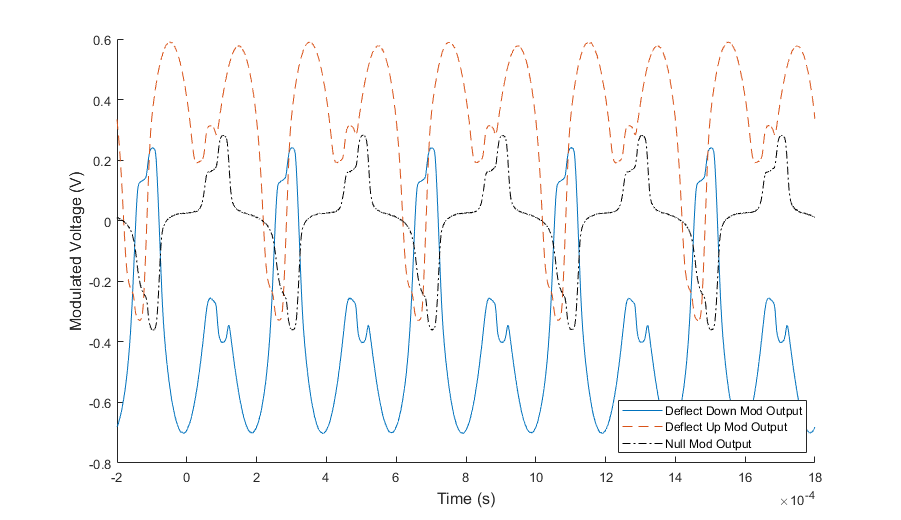 0.6
0.4
0.2
0
-0.2
-0.4
-0.6
-0.8
Modulated Voltage (V)
-2 0 2 4 6 8 10 12 14 16 18
Time (s)
×10⁻⁴
Deflect Down Mod Output
Deflect Up Mod Output
Null Mod Output